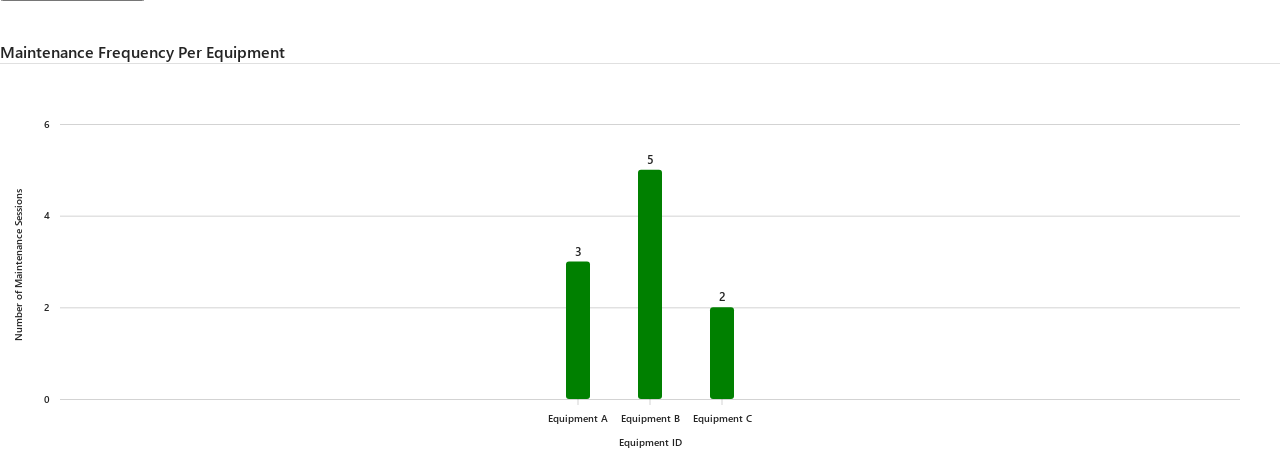 Maintenance Frequency Per Equipment
6
5
4
3
2
2
0
Number of Maintenance Sessions
Equipment A Equipment B Equipment C
Equipment ID